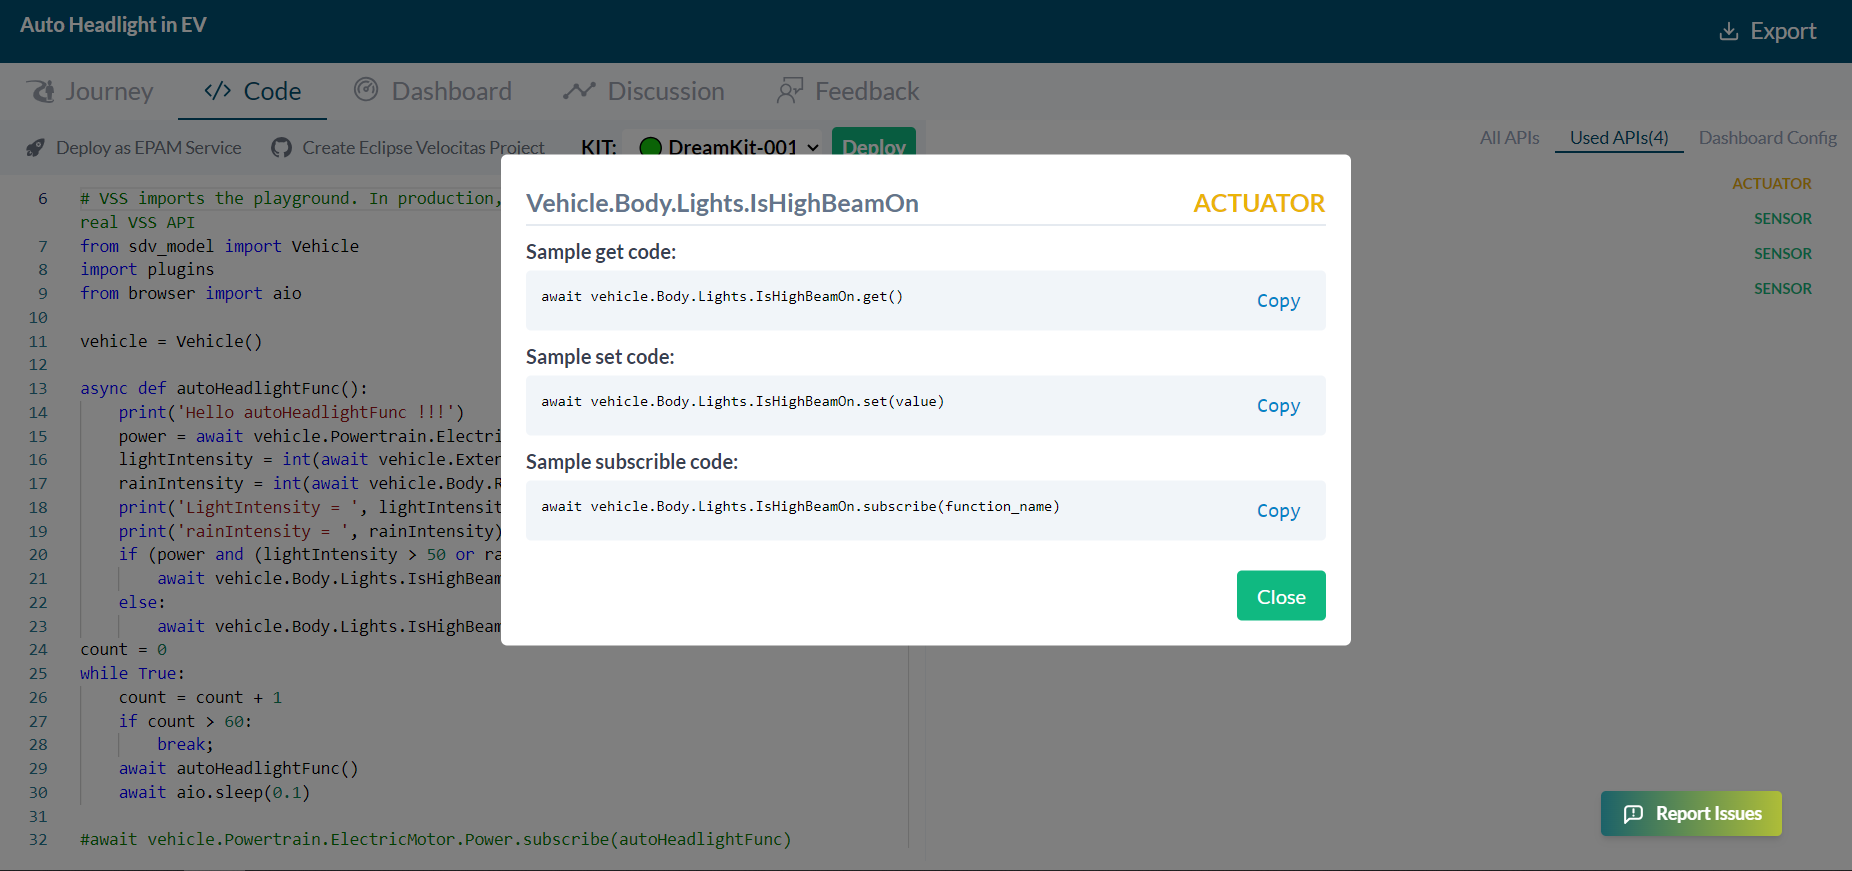 Auto Headlight in EV
Export
Journey
</> Code
Dashboard
Discussion
Feedback
Deploy as EPAM Service
Create Eclipse Velocitas Project
KIT:
DreamKit-001
Deploy
All APIs
Used APIs(4)
Dashboard Config
ACTUATOR
SENSOR
SENSOR
SENSOR
6 # VSS imports the playground. In production,
real VSS API
7 from sdv_model import Vehicle
8 import plugins
9 from browser import aio
10
11 vehicle = Vehicle()
12
13 async def autoHeadlightFunc():
14 print('Hello autoHeadlightFunc !!!')
15 power = await vehicle.Powertrain.Electri
16 lightIntensity = int(await vehicle.Exter
17 rainIntensity = int(await vehicle.Body.R
18 print('LightIntensity = ', lightIntensit
19 print('rainIntensity = ', rainIntensity)
20 if (power and (lightIntensity > 50 or ra
21 await vehicle.Body.Lights.IsHighBeam
22 else:
23 await vehicle.Body.Lights.IsHighBeam
24 count = 0
25 while True:
26 count = count + 1
27 if count > 60:
28 break;
29 await autoHeadlightFunc()
30 await aio.sleep(0.1)
31
32 #await vehicle.Powertrain.ElectricMotor.Power.subscribe(autoHeadlightFunc)
Vehicle.Body.Lights.IsHighBeamOn
ACTUATOR
Sample get code:
await vehicle.Body.Lights.IsHighBeamOn.get()
Copy
Sample set code:
await vehicle.Body.Lights.IsHighBeamOn.set(value)
Copy
Sample subscrible code:
await vehicle.Body.Lights.IsHighBeamOn.subscribe(function_name)
Copy
Close
Report Issues